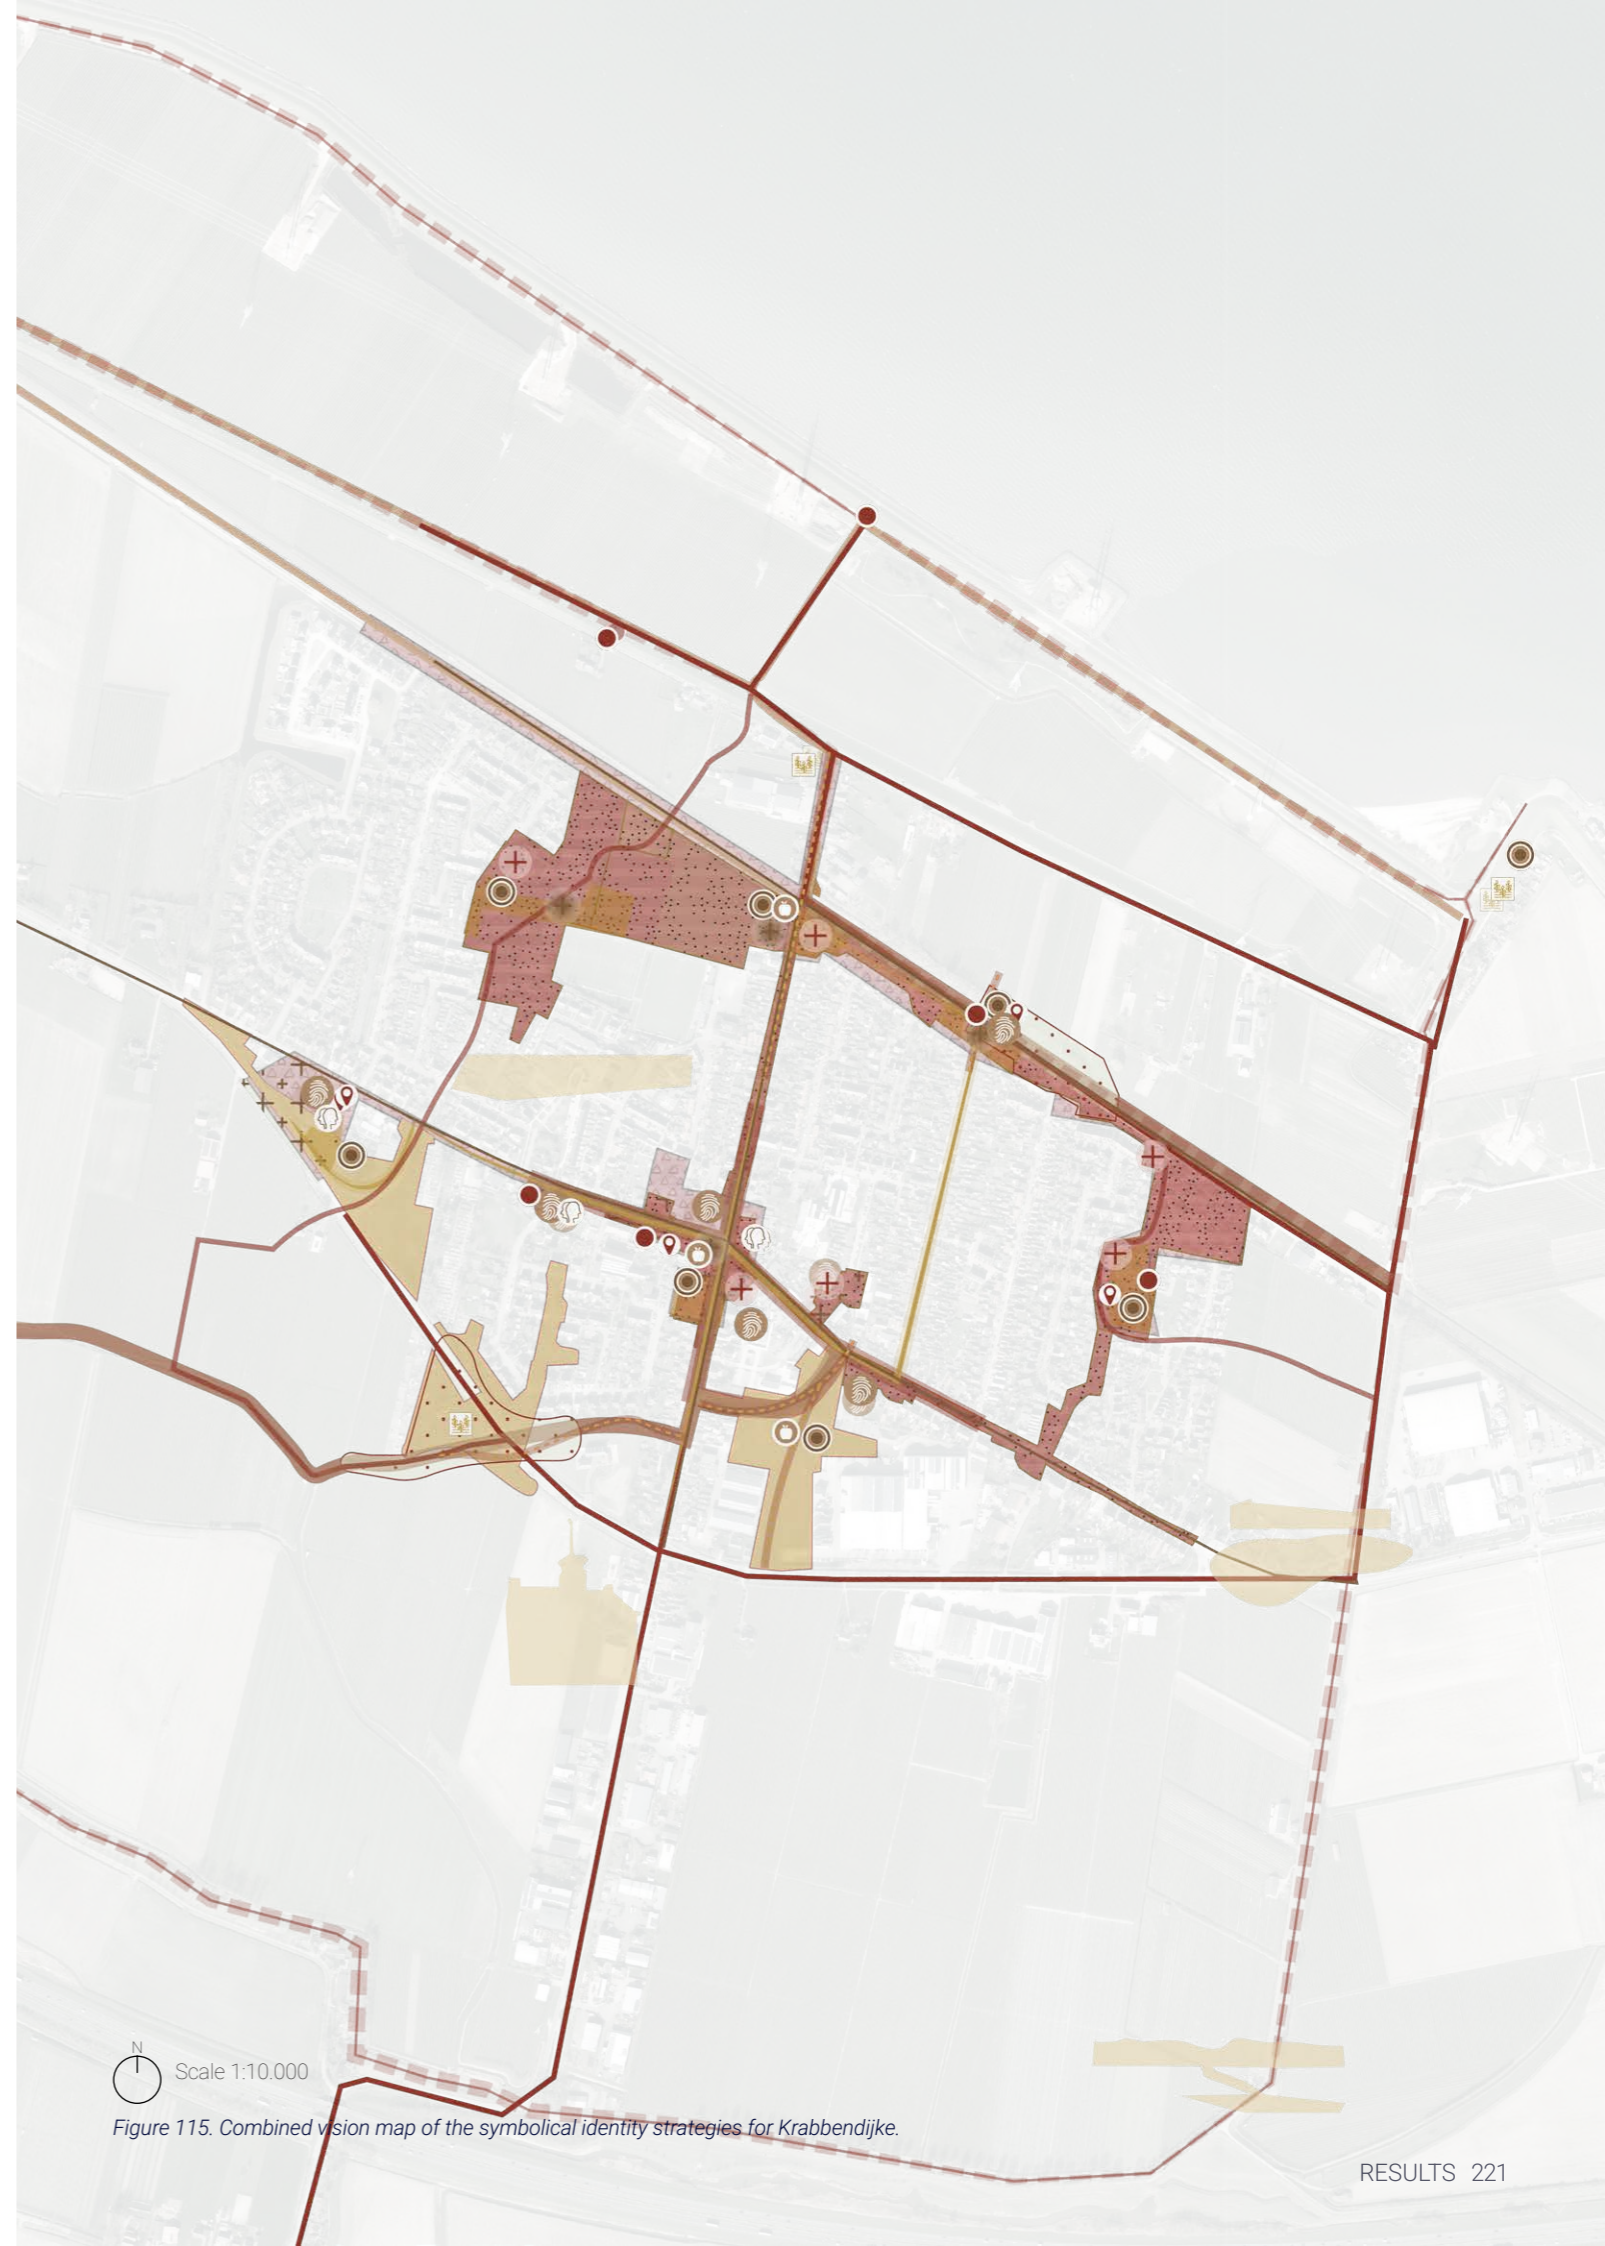 N
Scale 1:10.000
Figure 115. Combined vision map of the symbolical identity strategies for Krabbendijke.
RESULTS 221